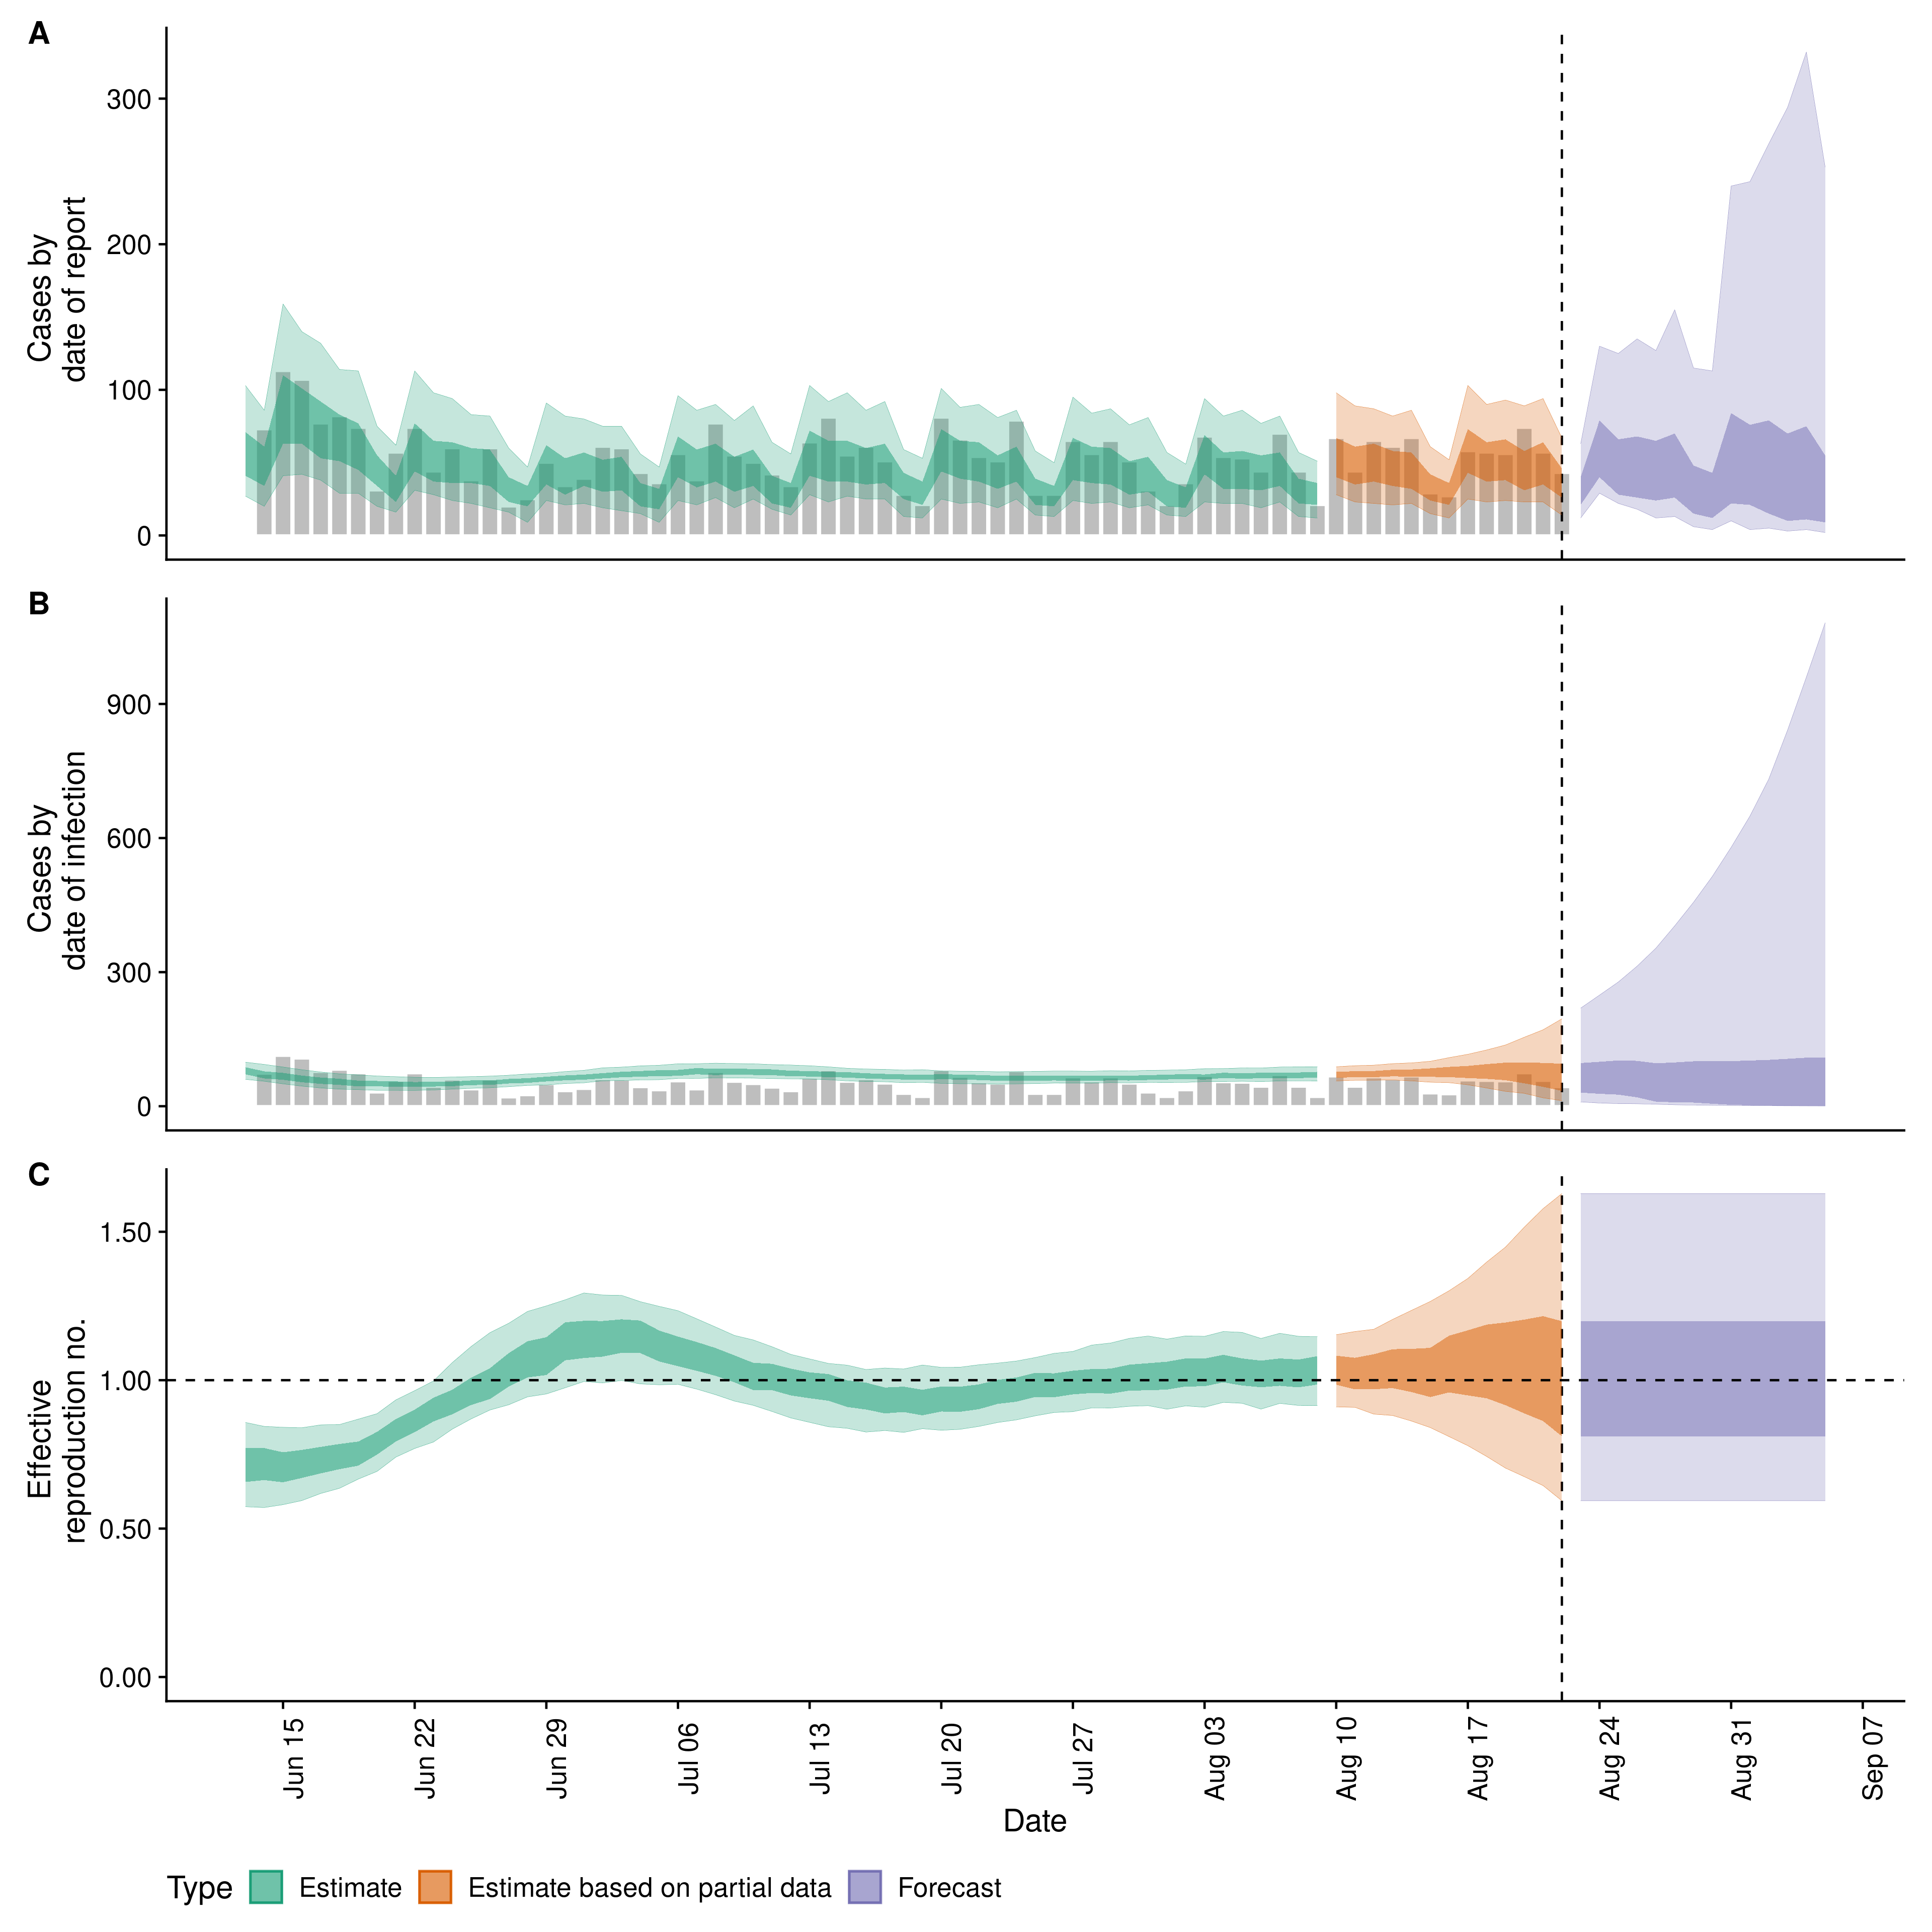 A
Cases by
date of report
300
200
100
0
B
Cases by
date of infection
900
600
300
0
C
Effective
reproduction no.
1.50
1.00
0.50
0.00
Jun 15
Jun 22
Jun 29
Jul 06
Jul 13
Jul 20
Jul 27
Aug 03
Aug 10
Aug 17
Aug 24
Aug 31
Sep 07
Date
Type Estimate Estimate based on partial data Forecast